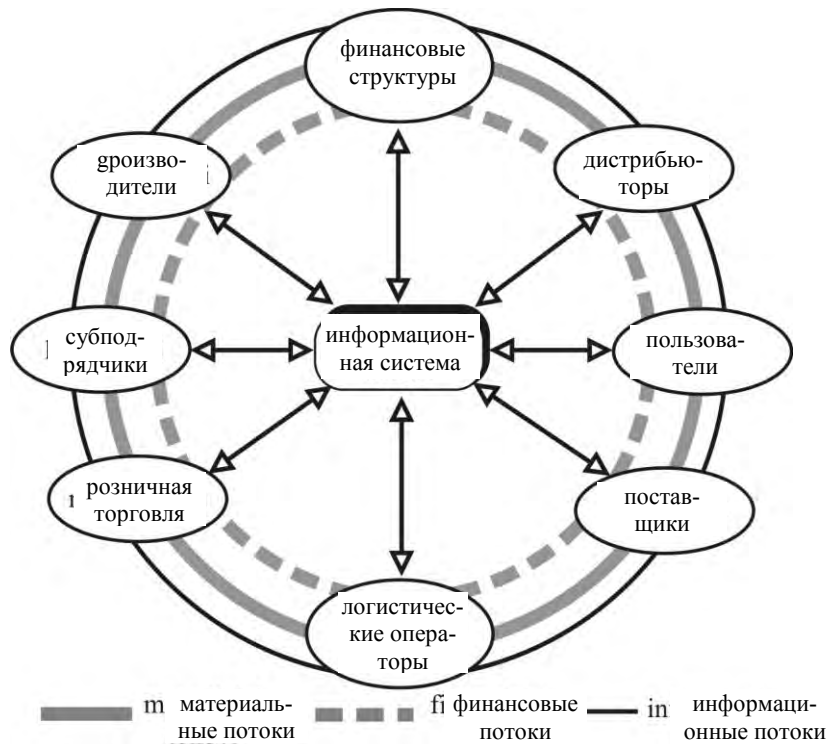 финансовые
структуры
gроизво-
дители
дистрибью-
торы
субпод-
рядчики
информацион-
ная система
пользова-
тели
розничная
торговля
постав-
щики
логистичес-
кие опера-
торы
m материаль-
ные потоки
fi финансовые
потоки
in информаци-
онные потоки